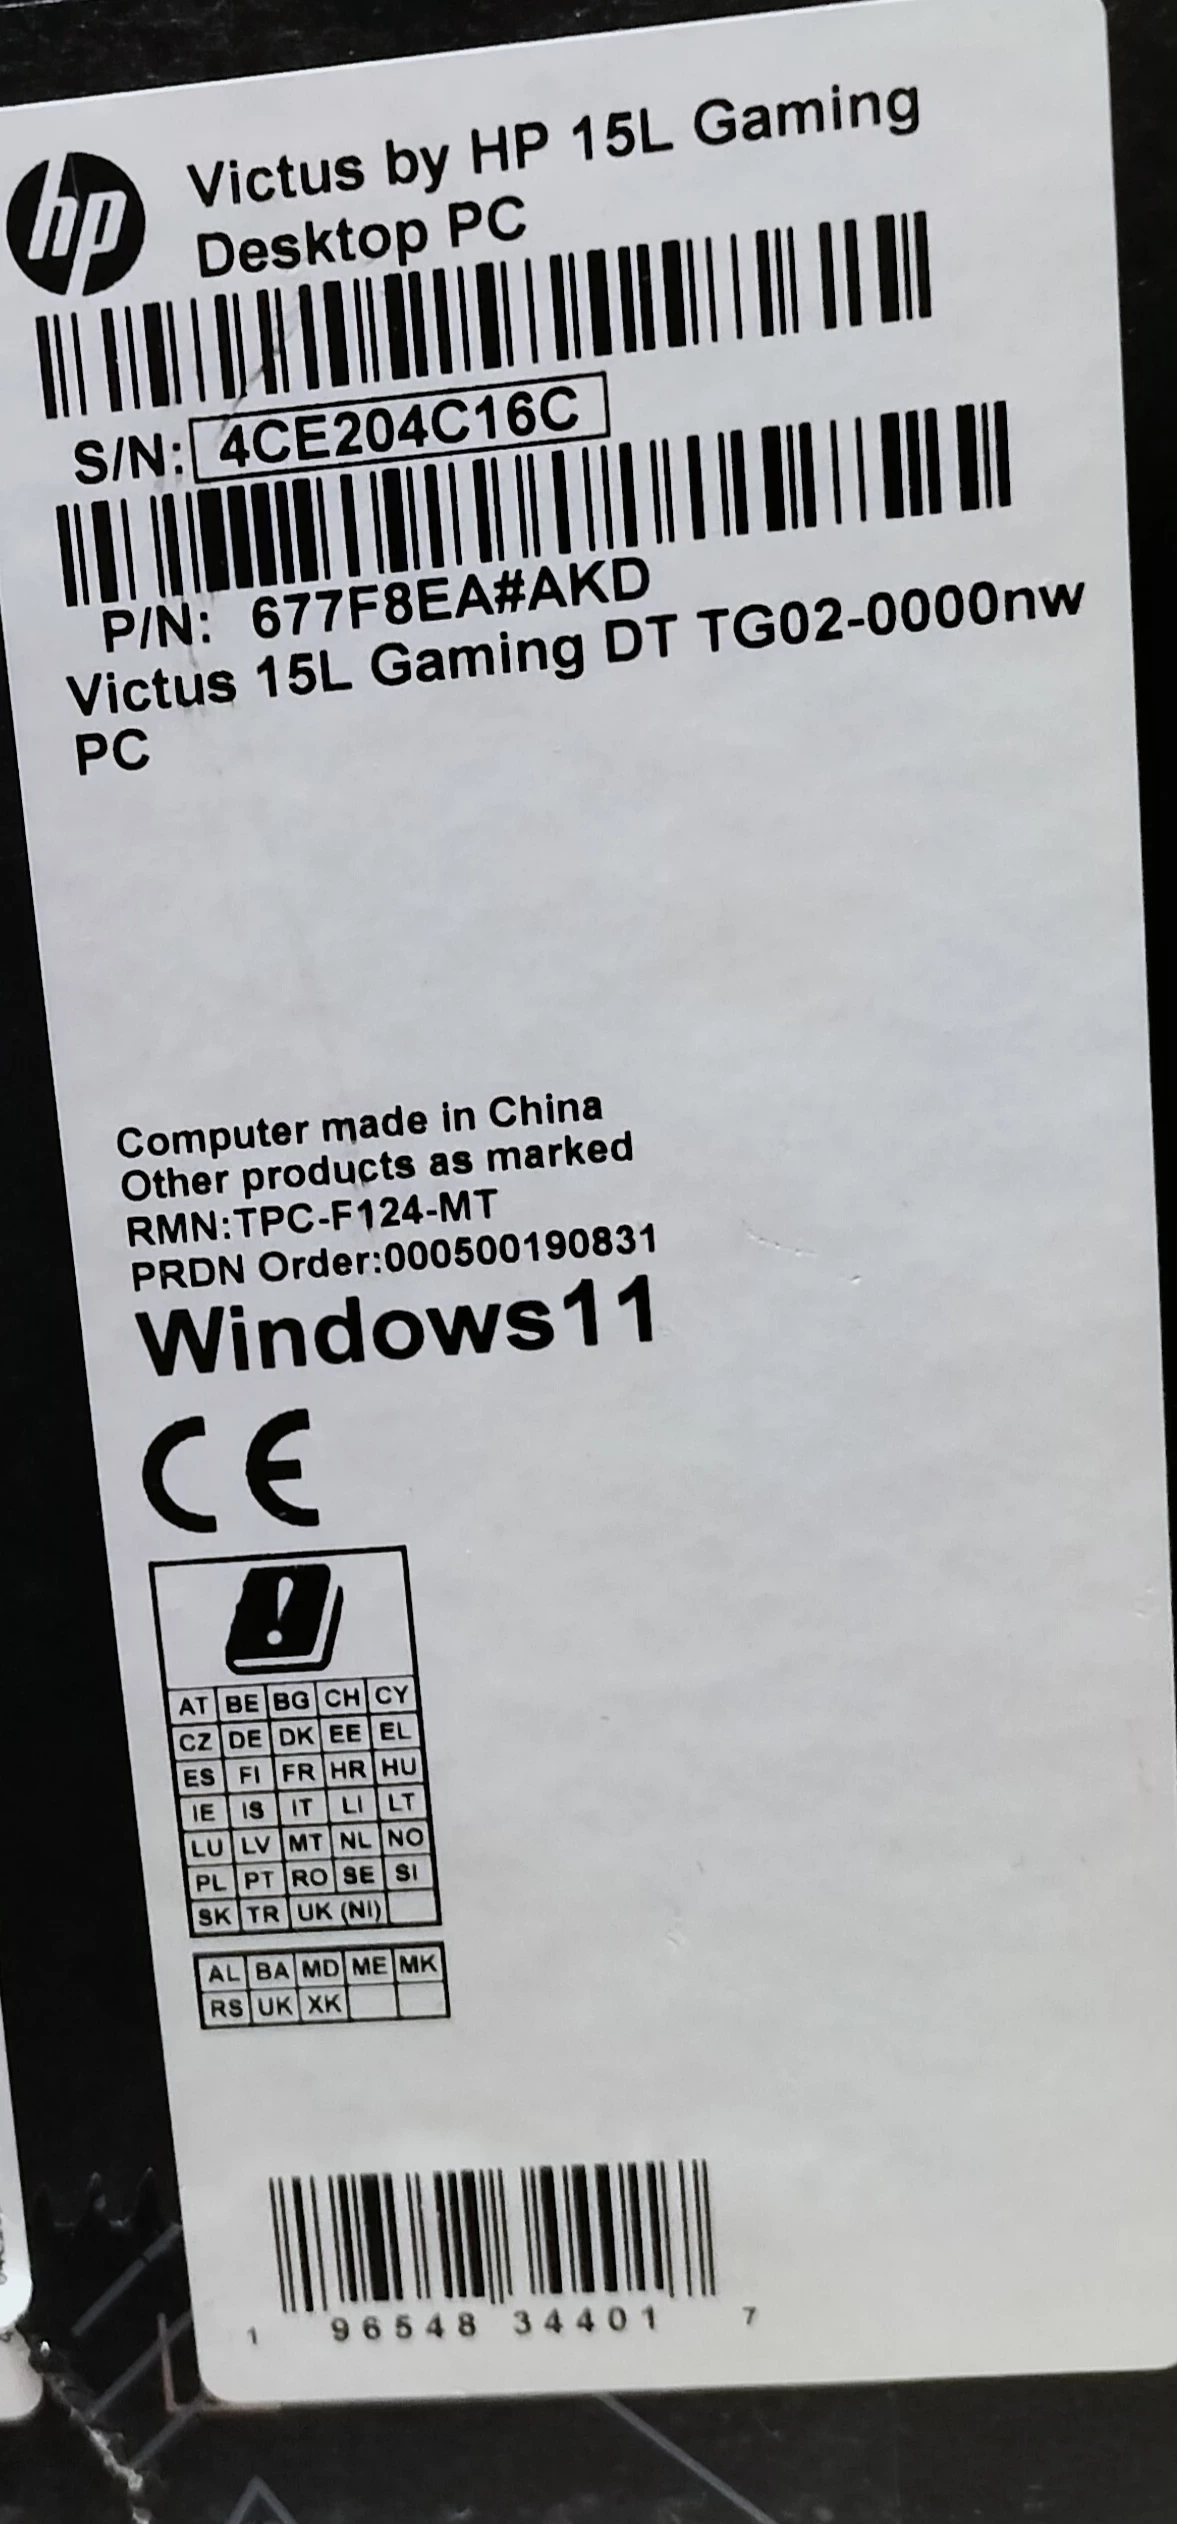 hp
Victus by HP 15L Gaming
Desktop PC
S/N: 4CE204C16C
P/N: 677F8EA#AKD
Victus 15L Gaming DT TG02-0000nw
PC
Computer made in China
Other products as marked
RMN:TPC-F124-MT
PRDN Order:000500190831
Windows11
CE
!
AT BE BG CH CY
CZ DE DK EE EL
ES FI FR HR HU
IE IS IT LI LT
LU LV MT NL NO
PL PT RO SE SI
SK TR UK (NI)
AL BA MD ME MK
RS UK XK
1 96548 34401 7